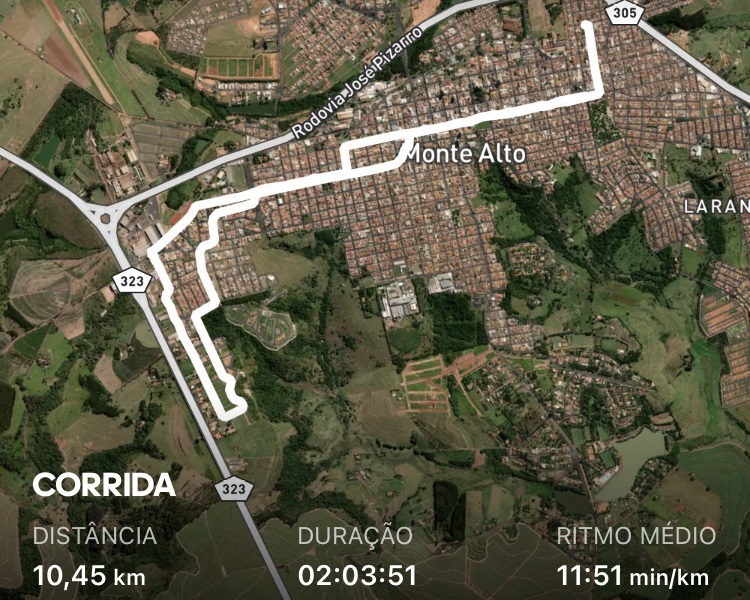 305
Rodovia José Pizarro
Monte Alto
LARAN
323
323
CORRIDA
DISTÂNCIA DURAÇÃO RITMO MÉDIO
10,45 km 02:03:51 11:51 min/km